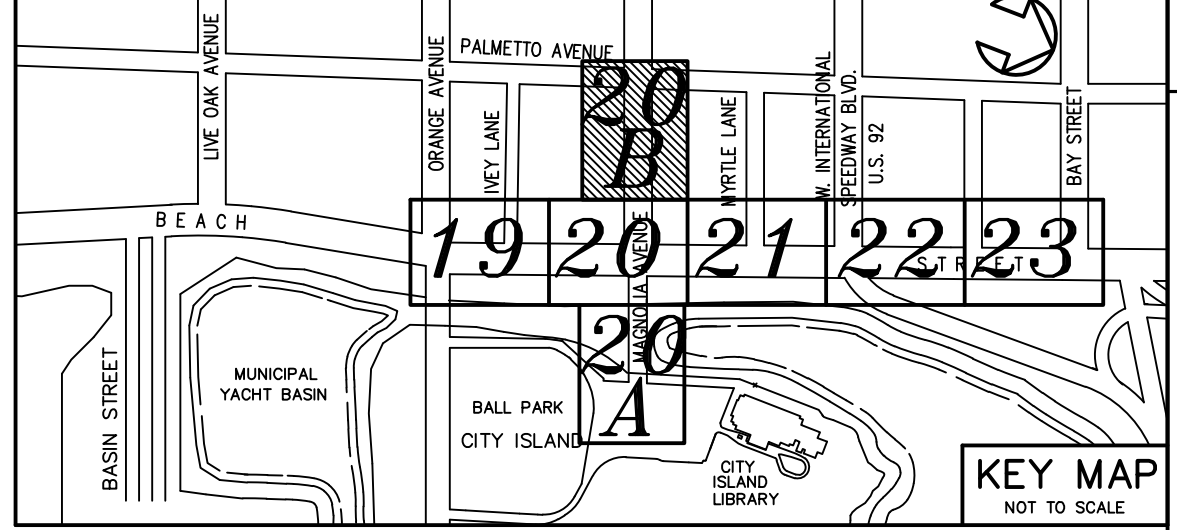 PALMETTO AVENUE
LIVE OAK AVENUE
ORANGE AVENUE
IVEY LANE
20
B
MYRTLE LANE
W. INTERNATIONAL
SPEEDWAY BLVD.
U.S. 92
BAY STREET
BEACH
19
20
21
22
23
STREET
MAGNOLIA AVENUE
20
A
BASIN STREET
MUNICIPAL
YACHT BASIN
BALL PARK
CITY ISLAND
CITY
ISLAND
LIBRARY
KEY MAP
NOT TO SCALE